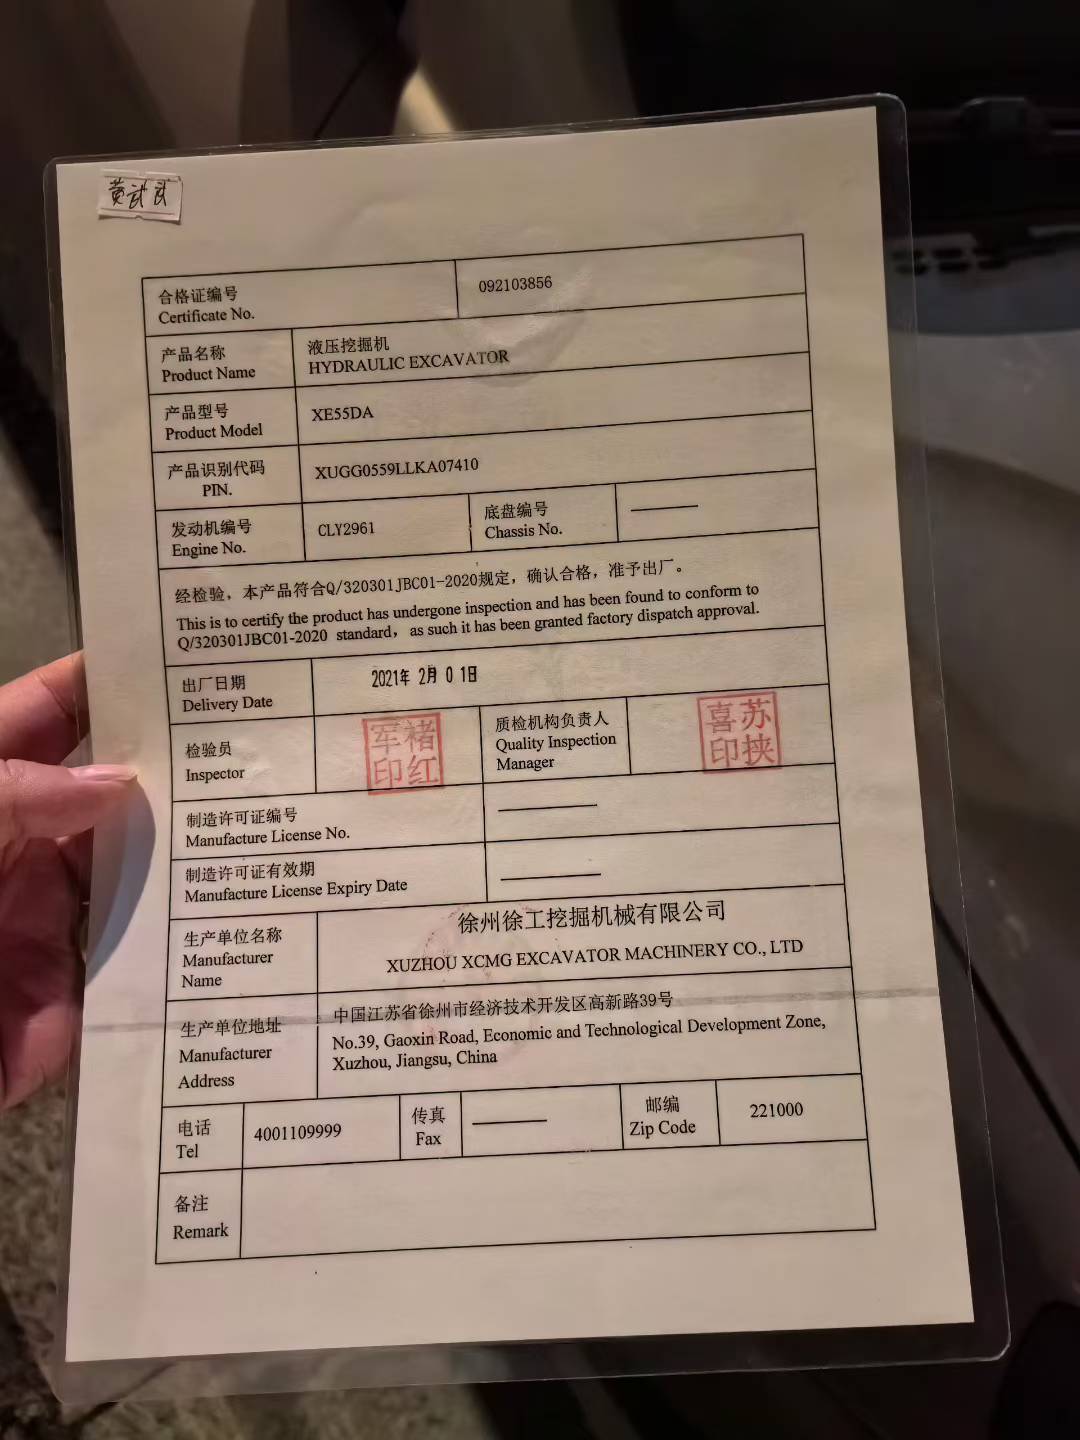 黄武武
合格证编号
Certificate No.
092103856
产品名称
Product Name
液压挖掘机
HYDRAULIC EXCAVATOR
产品型号
Product Model
XE55DA
产品识别代码
PIN.
XUGG0559LLKA07410
发动机编号
Engine No.
CLY2961
底盘编号
Chassis No.
经检验，本产品符合Q/320301JBC01-2020规定，确认合格，准予出厂。
This is to certify the product has undergone inspection and has been found to conform to
Q/320301JBC01-2020 standard，as such it has been granted factory dispatch approval.
出厂日期
Delivery Date
2021年 2月 0 1日
检验员
Inspector
军褚
印红
质检机构负责人
Quality Inspection
Manager
喜苏
印挟
制造许可证编号
Manufacture License No.
制造许可证有效期
Manufacture License Expiry Date
生产单位名称
Manufacturer
Name
徐州徐工挖掘机械有限公司
XUZHOU XCMG EXCAVATOR MACHINERY CO., LTD
生产单位地址
Manufacturer
Address
中国江苏省徐州市经济技术开发区高新路39号
No.39, Gaoxin Road, Economic and Technological Development Zone,
Xuzhou, Jiangsu, China
电话
Tel
4001109999
传真
Fax
邮编
Zip Code
221000
备注
Remark